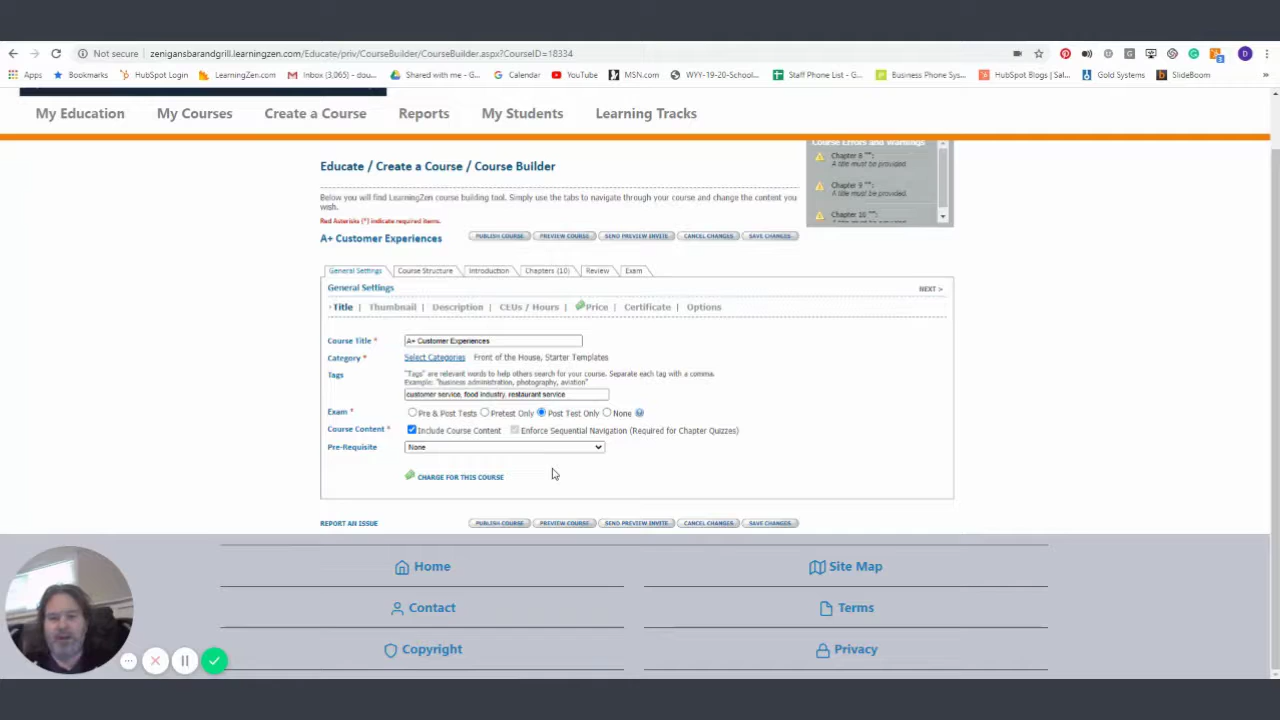 Not secure | zenigansbarandgrill.learningzen.com/Educate/priv/CourseBuilder/CourseBuilder.aspx?CourseID=18334
Apps Bookmarks HubSpot Login LearningZen.com Inbox (3,065) - dou... Shared with me - G... Calendar YouTube MSN.com WYY-19-20-School... Staff Phone List - G... Business Phone Sys... HubSpot Blogs | Sal... Gold Systems SlideBoom »
My Education My Courses Create a Course Reports My Students Learning Tracks
Course Errors and Warnings
Chapter 8 "":
A title must be provided.
Chapter 9 "":
A title must be provided.
Chapter 10 "":
Educate / Create a Course / Course Builder
Below you will find LearningZen course building tool. Simply use the tabs to navigate through your course and change the content you
wish.
Red Asterisks (*) indicate required items.
A+ Customer Experiences PUBLISH COURSE PREVIEW COURSE SEND PREVIEW INVITE CANCEL CHANGES SAVE CHANGES
General Settings Course Structure Introduction Chapters (10) Review Exam
General Settings NEXT >
Title | Thumbnail | Description | CEUs / Hours | Price | Certificate | Options
Course Title * A+ Customer Experiences
Category * Select Categories Front of the House, Starter Templates
Tags "Tags" are relevant words to help others search for your course. Separate each tag with a comma.
Example: "business administration, photography, aviation"
customer service, food industry, restaurant service
Exam * Pre & Post Tests Pretest Only Post Test Only None
Course Content * Include Course Content Enforce Sequential Navigation (Required for Chapter Quizzes)
Pre-Requisite None
CHARGE FOR THIS COURSE
REPORT AN ISSUE PUBLISH COURSE PREVIEW COURSE SEND PREVIEW INVITE CANCEL CHANGES SAVE CHANGES
Home Site Map
Contact Terms
Copyright Privacy